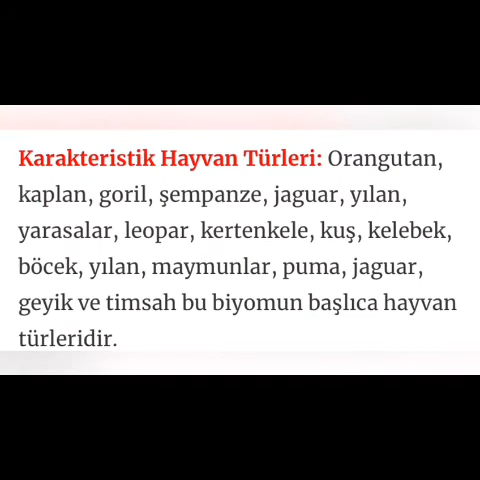 Karakteristik Hayvan Türleri: Orangutan,
kaplan, goril, şempanze, jaguar, yılan,
yarasalar, leopar, kertenkele, kuş, kelebek,
böcek, yılan, maymunlar, puma, jaguar,
geyik ve timsah bu biyomun başlıca hayvan
türleridir.